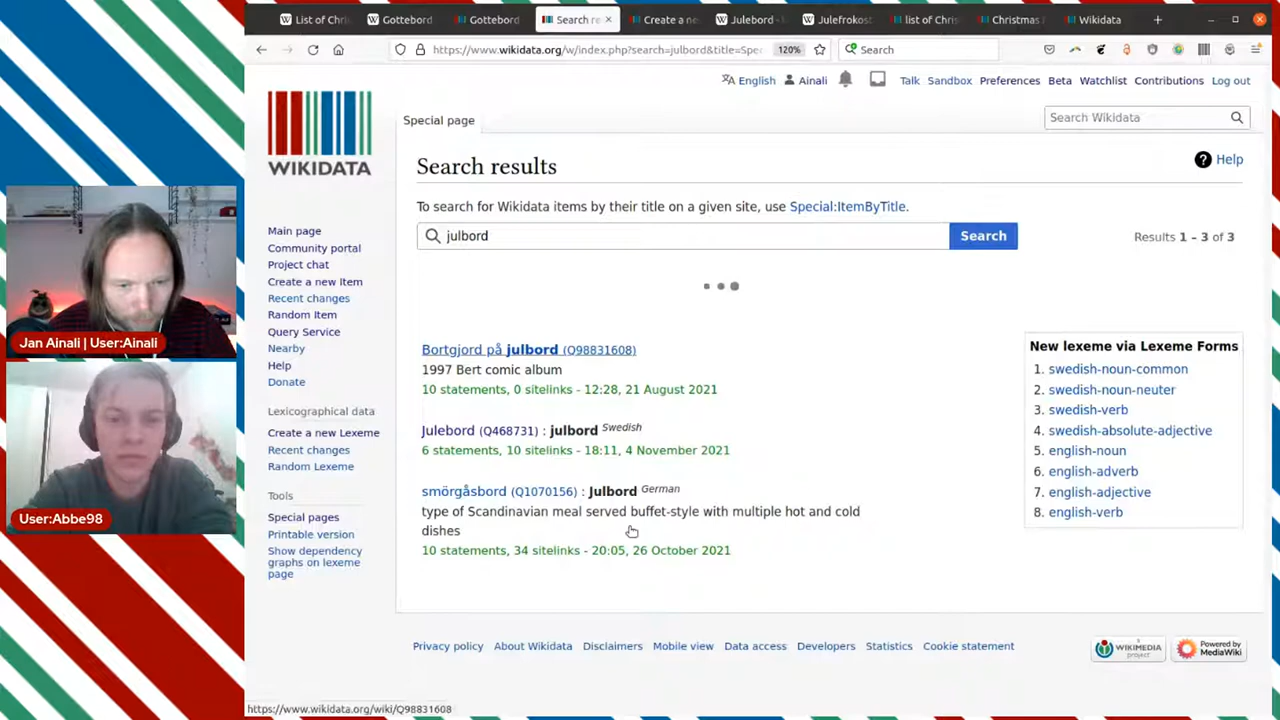 List of Chri
Gottebord
Gottebord
Search re
Create a ne
Julebord -
Julefrokost
list of Chris
Christmas
Wikidata
https://www.wikidata.org/w/index.php?search=julbord&title=Spe
120%
Search
English
Ainali
Talk
Sandbox
Preferences
Beta
Watchlist
Contributions
Log out
WIKIDATA
Special page
Search Wikidata
Search results
Help
To search for Wikidata items by their title on a given site, use Special:ItemByTitle.
julbord
Search
Results 1 – 3 of 3
Main page
Community portal
Project chat
Create a new Item
Recent changes
Random Item
Query Service
Nearby
Help
Donate
Lexicographical data
Create a new Lexeme
Recent changes
Random Lexeme
Tools
Special pages
Printable version
Show dependency
graphs on lexeme
page
Bortgjord på julbord (Q98831608)
1997 Bert comic album
10 statements, 0 sitelinks - 12:28, 21 August 2021
Julebord (Q468731) : julbord Swedish
6 statements, 10 sitelinks - 18:11, 4 November 2021
smörgåsbord (Q1070156) : Julbord German
type of Scandinavian meal served buffet-style with multiple hot and cold
dishes
10 statements, 34 sitelinks - 20:05, 26 October 2021
New lexeme via Lexeme Forms
1. swedish-noun-common
2. swedish-noun-neuter
3. swedish-verb
4. swedish-absolute-adjective
5. english-noun
6. english-adverb
7. english-adjective
8. english-verb
Jan Ainali | User:Ainali
User:Abbe98
Privacy policy
About Wikidata
Disclaimers
Mobile view
Data access
Developers
Statistics
Cookie statement
WIKIMEDIA
project
Powered by
MediaWiki
https://www.wikidata.org/wiki/Q98831608